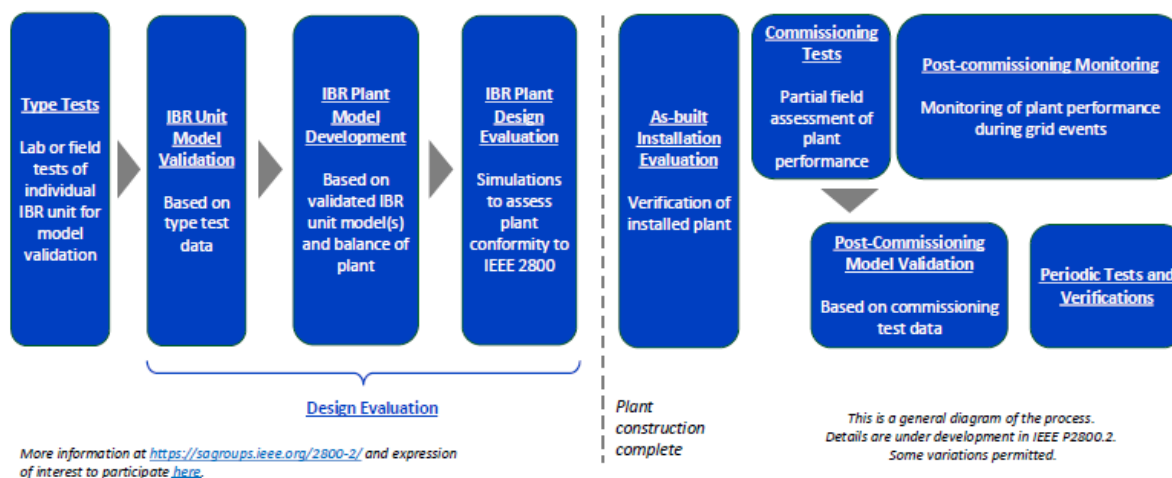 Type Tests
Lab or field
tests of
individual
IBR unit for
model
validation
IBR Unit
Model
Validation
Based on
type test
data
IBR Plant
Model
Development
Based on
validated IBR
unit model(s)
and balance of
plant
IBR Plant
Design
Evaluation
Simulations
to assess
plant
conformity to
IEEE 2800
Design Evaluation
More information at https://sagroups.ieee.org/2800-2/ and expression
of interest to participate here.
As-built
Installation
Evaluation
Verification of
installed plant
Plant
construction
complete
Commissioning
Tests
Partial field
assessment of
plant
performance
Post-commissioning Monitoring
Monitoring of plant performance
during grid events
Post-Commissioning
Model Validation
Based on commissioning
test data
Periodic Tests and
Verifications
This is a general diagram of the process.
Details are under development in IEEE P2800.2.
Some variations permitted.